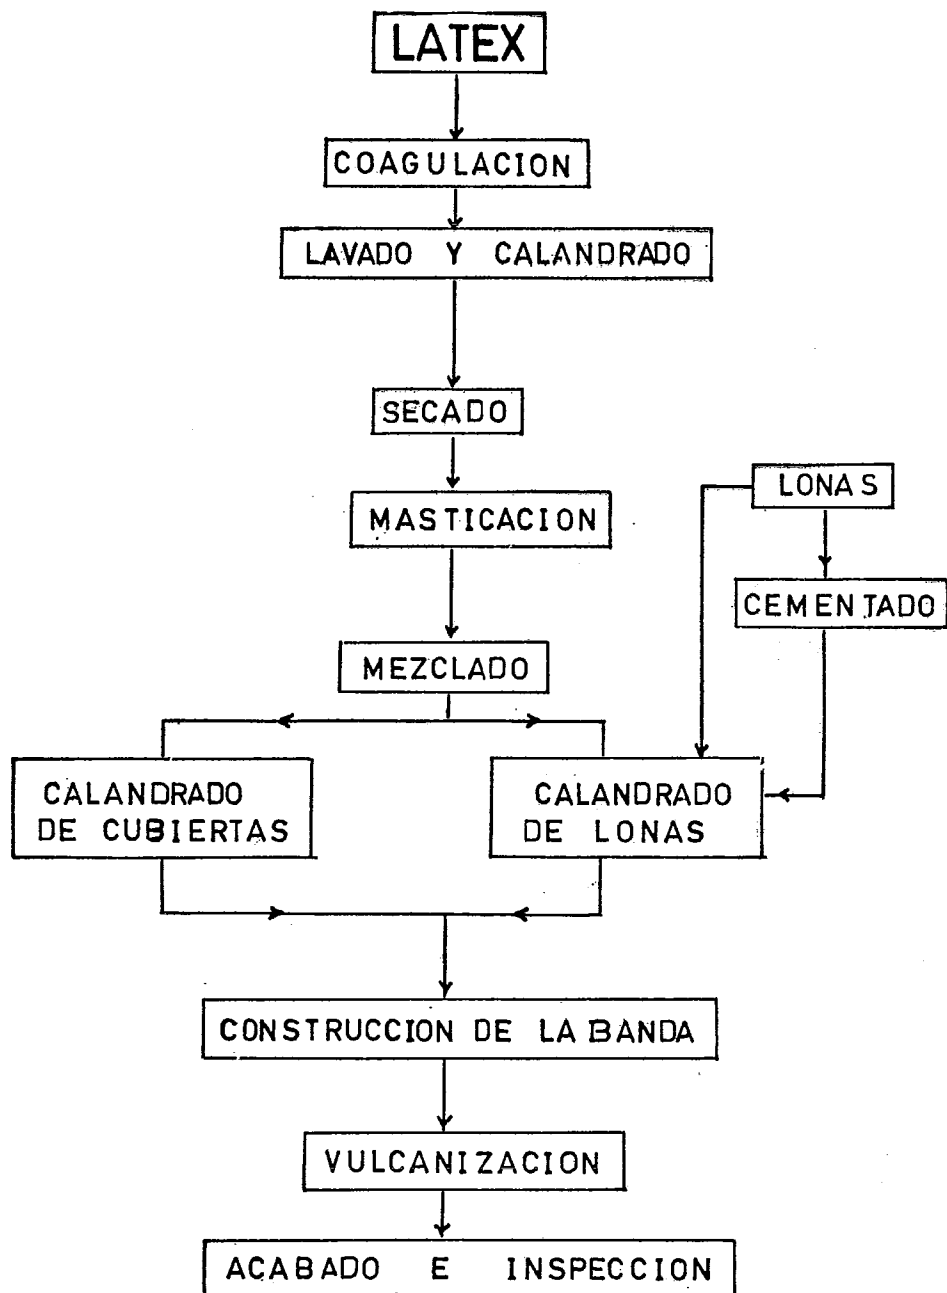 LATEX
COAGULACION
LAVADO Y CALANDRADO
SECADO
MASTICACION
LONAS
CEMENTADO
MEZCLADO
CALANDRADO
DE CUBIERTAS
CALANDRADO
DE LONAS
CONSTRUCCION DE LA BANDA
VULCANIZACION
ACABADO E INSPECCION